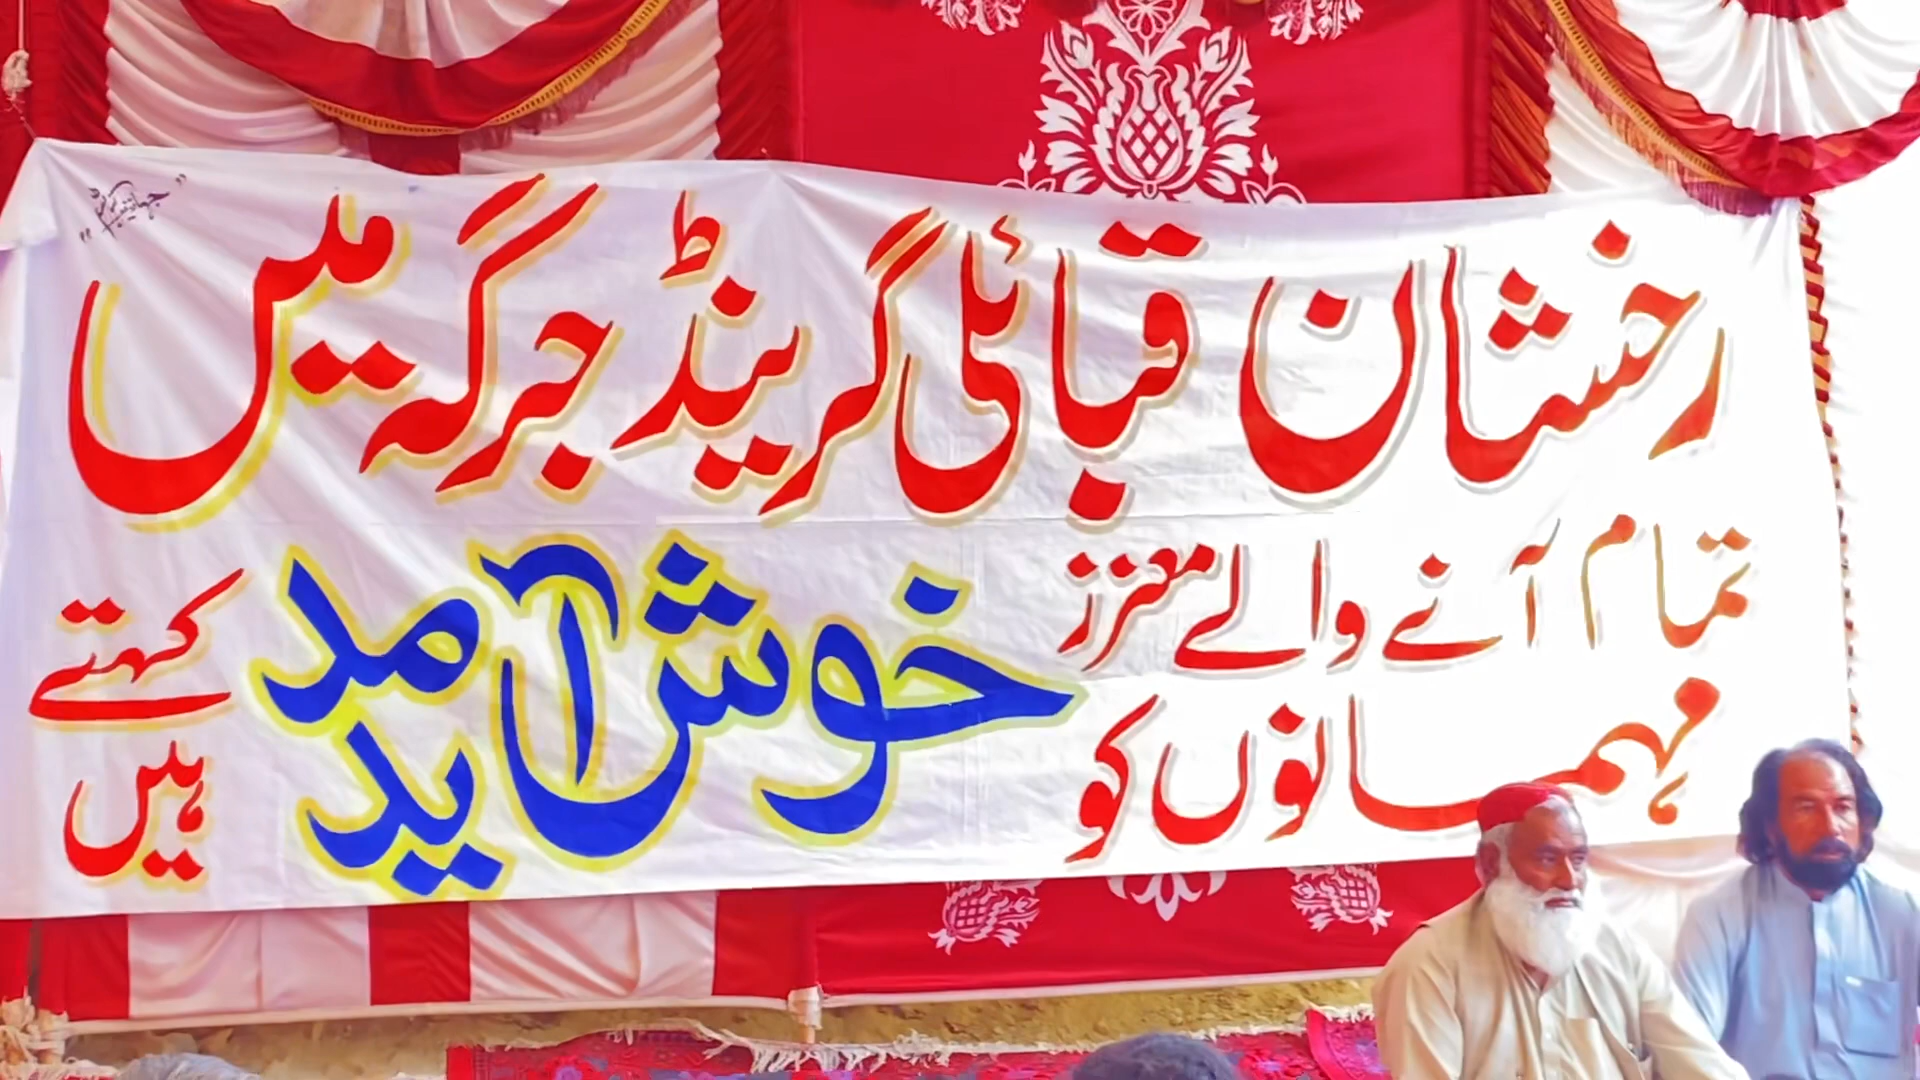 رخشان قبائلی گرینڈ جرگہ میں
تمام آنے والے معزز
مہمانوں کو
خوش آمدید
کہتے
ہیں